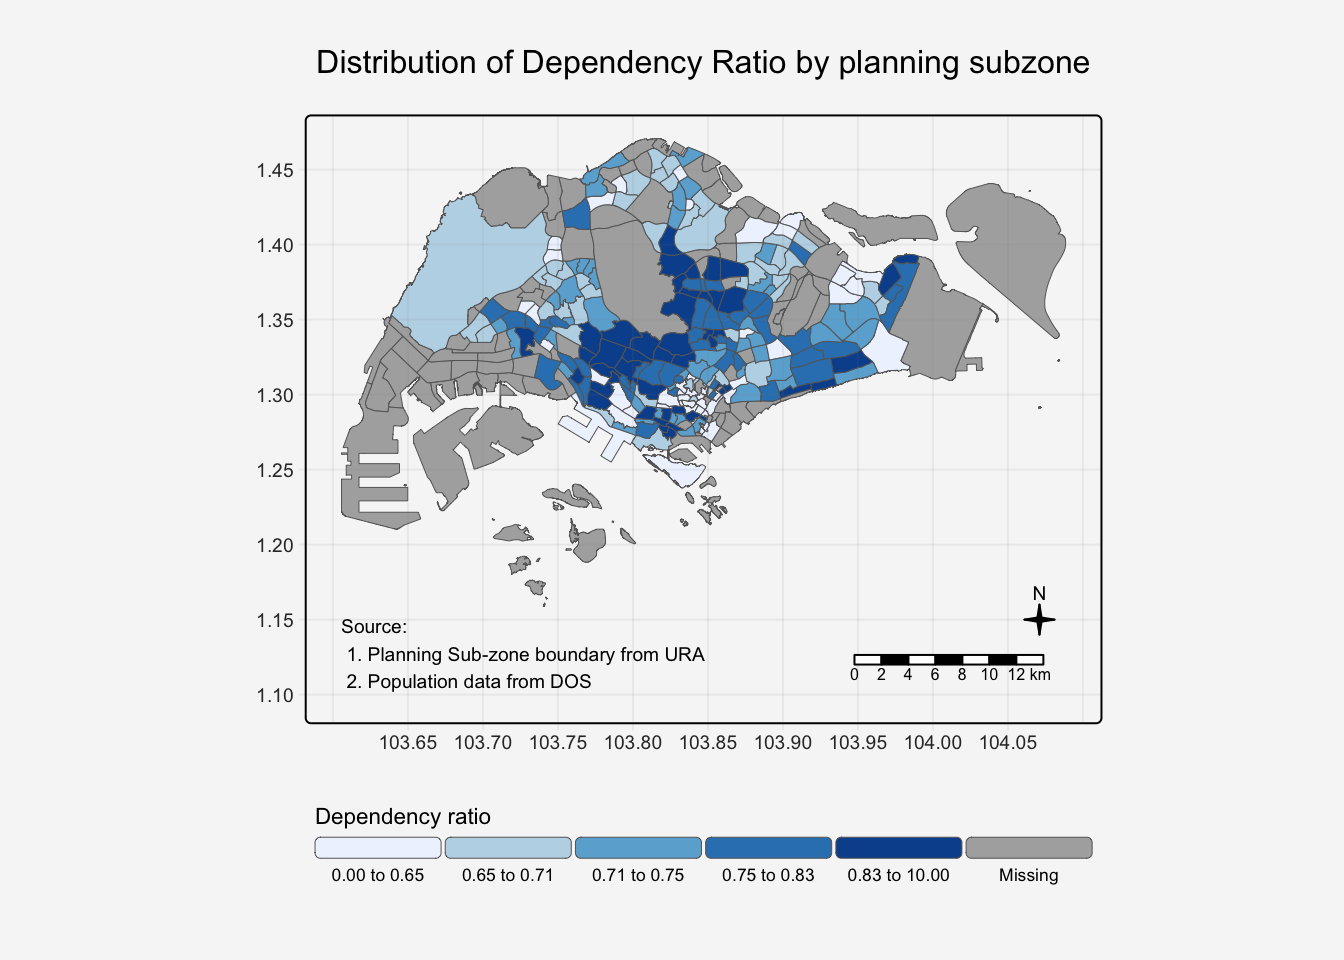 Distribution of Dependency Ratio by planning subzone
1.45
1.40
1.35
1.30
1.25
1.20
1.15
1.10
N
Source:
1. Planning Sub-zone boundary from URA
2. Population data from DOS
0 2 4 6 8 10 12 km
103.65 103.70 103.75 103.80 103.85 103.90 103.95 104.00 104.05
Dependency ratio
0.00 to 0.65 0.65 to 0.71 0.71 to 0.75 0.75 to 0.83 0.83 to 10.00 Missing